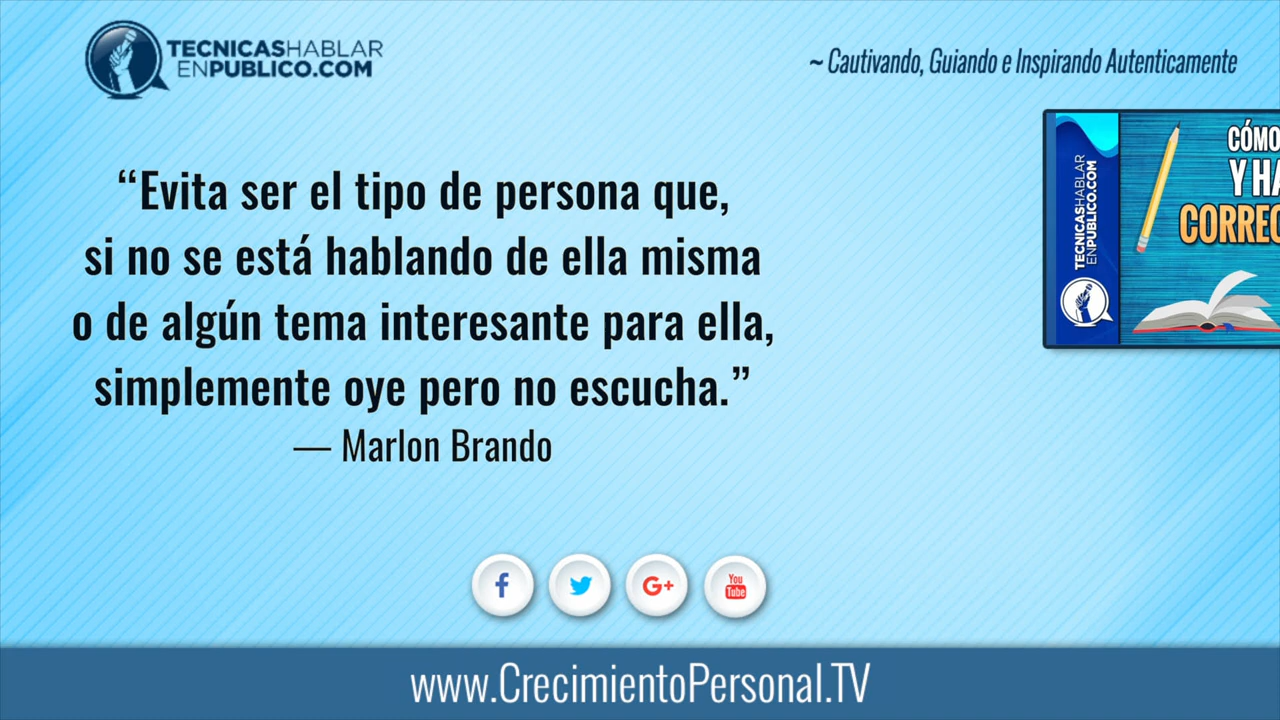 TECNICASHABLAR
ENPUBLICO.COM
~ Cautivando, Guiando e Inspirando Autenticamente
“Evita ser el tipo de persona que,
si no se está hablando de ella misma
o de algún tema interesante para ella,
simplemente oye pero no escucha.”
— Marlon Brando
TECNICASHABLAR
ENPUBLICO.COM
CÓMO
Y HA
CORREC
f
G+
You
Tube
www.CrecimientoPersonal.TV